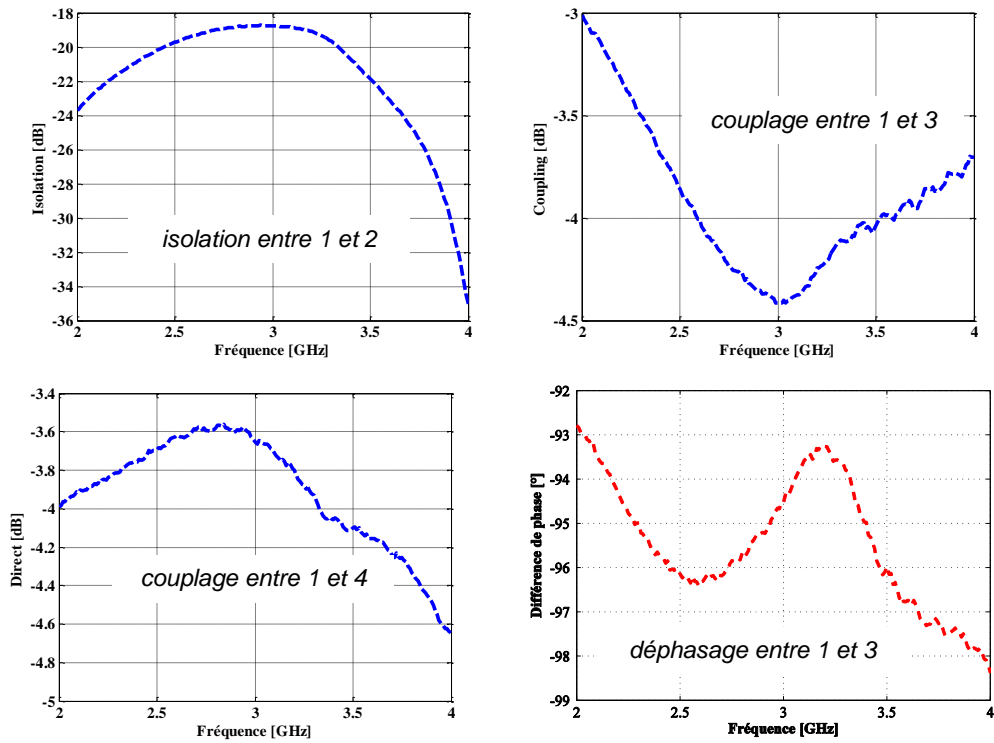 -18
-20
-22
-24
-26
-28
-30
-32
-34
-36
Isolation [dB]
isolation entre 1 et 2
2 2.5 3 3.5 4
Fréquence [GHz]
-3
-3.5
-4
-4.5
Coupling [dB]
couplage entre 1 et 3
2 2.5 3 3.5 4
Fréquence [GHz]
-3.4
-3.6
-3.8
-4
-4.2
-4.4
-4.6
-4.8
-5
Direct [dB]
couplage entre 1 et 4
2 2.5 3 3.5 4
Fréquence [GHz]
-92
-93
-94
-95
-96
-97
-98
-99
Différence de phase [º]
déphasage entre 1 et 3
2 2.5 3 3.5 4
Fréquence [GHz]